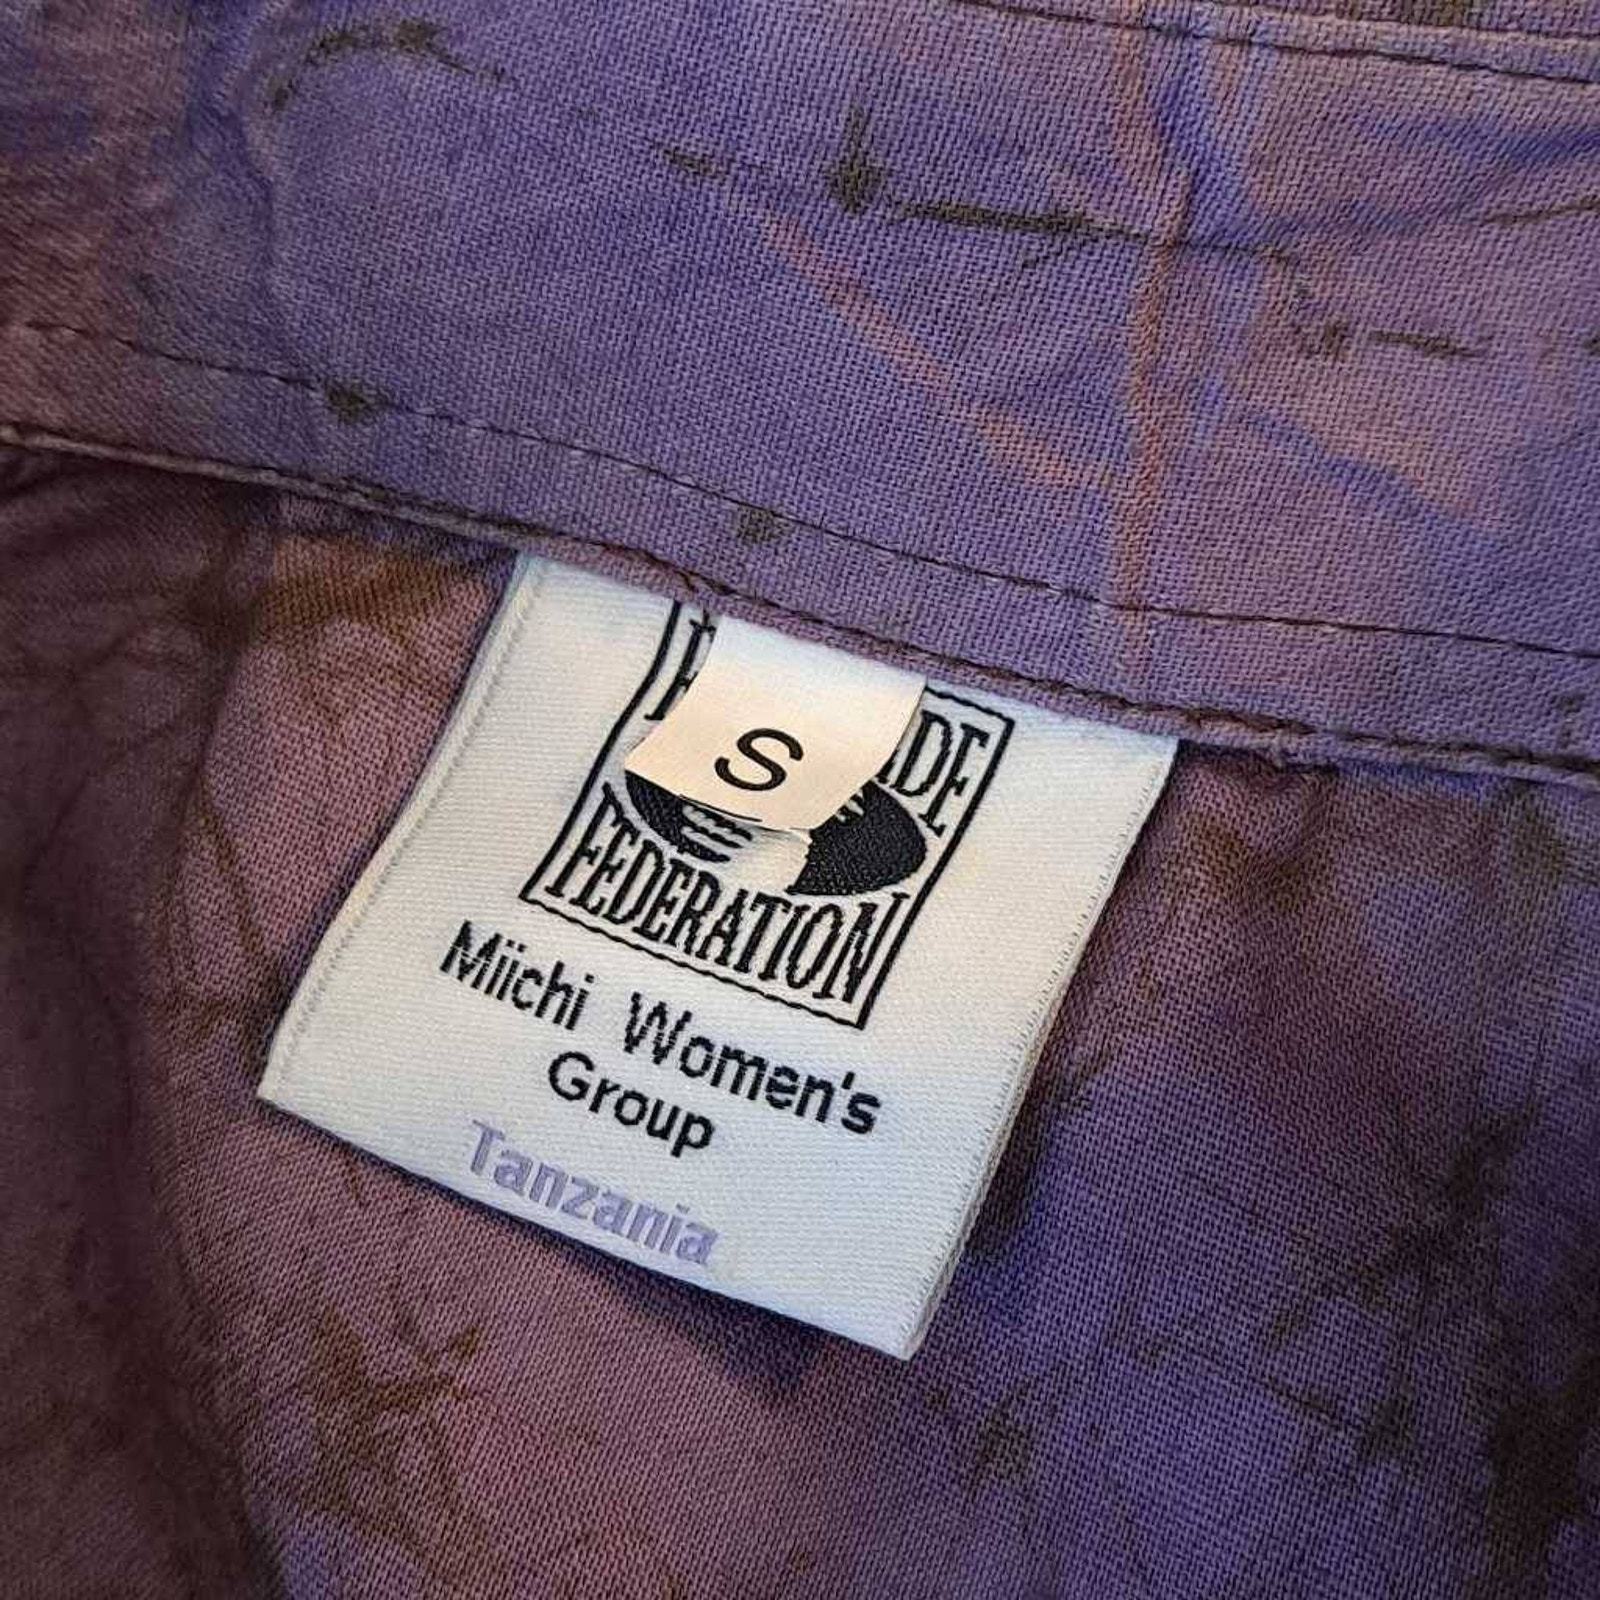 S
FEDERATION
Miichi Women's
Group
Tanzania